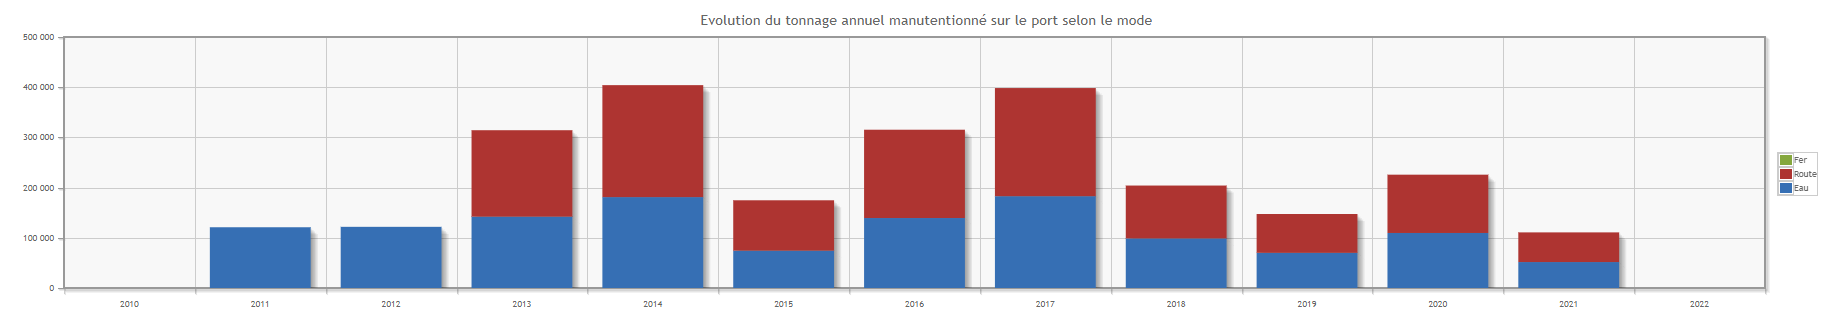 Evolution du tonnage annuel manutentionné sur le port selon le mode
500 000
400 000
300 000
200 000
100 000
0
2010 2011 2012 2013 2014 2015 2016 2017 2018 2019 2020 2021 2022
Fer
Route
Eau